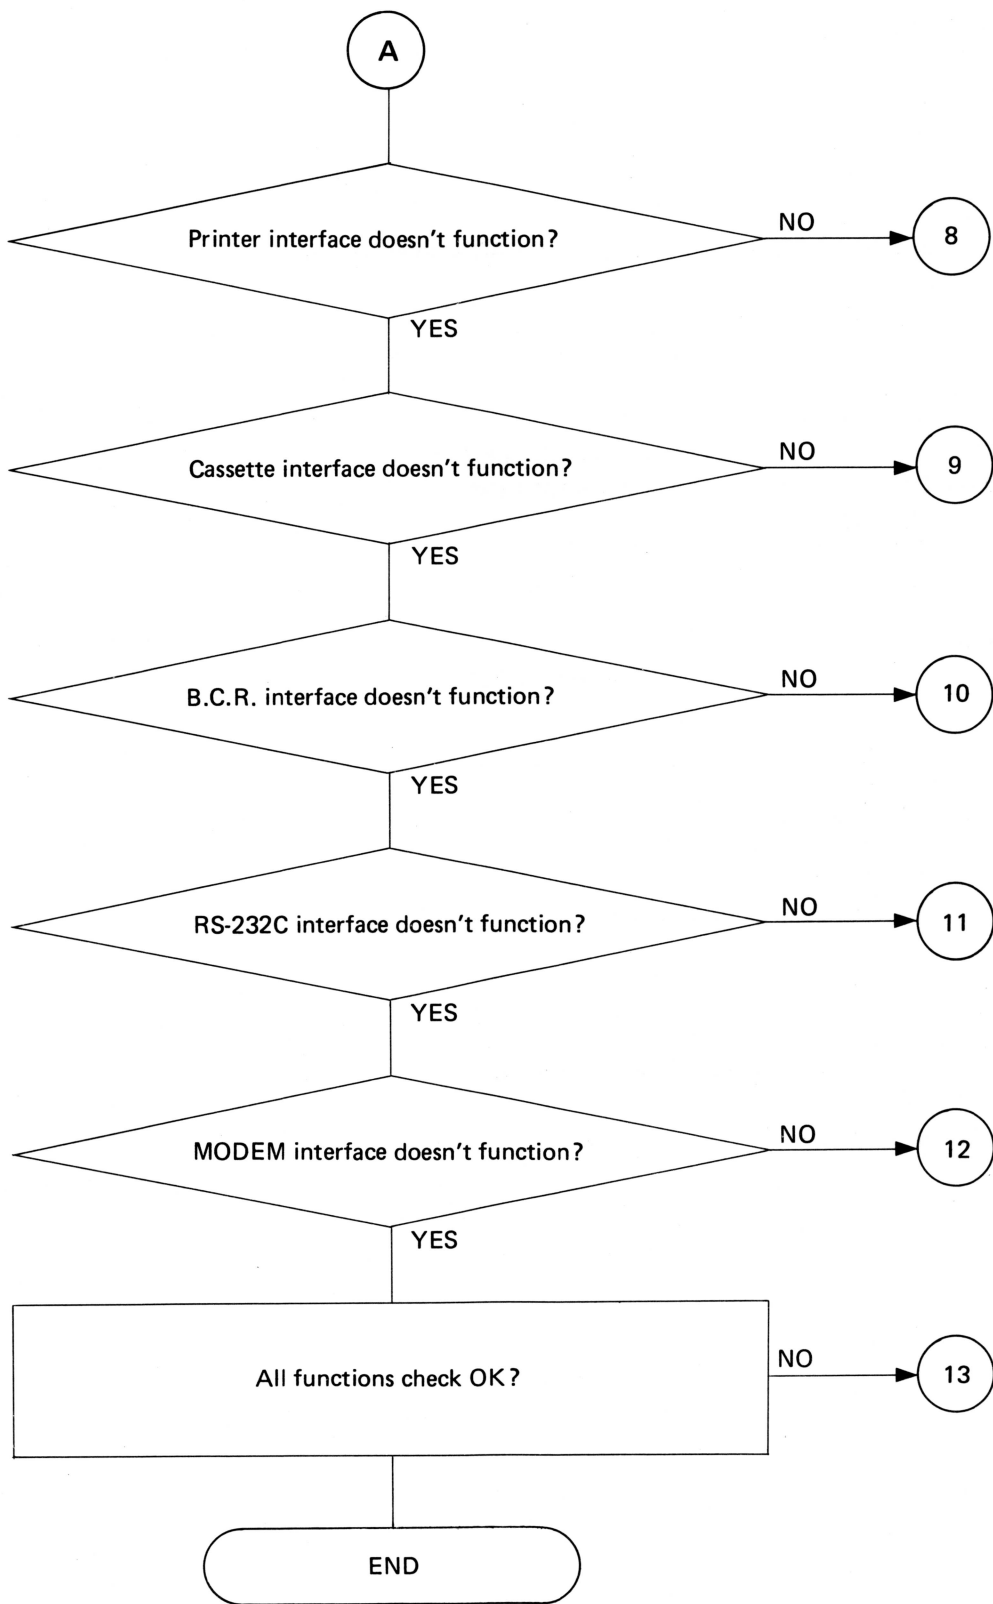 A
Printer interface doesn't function?
NO
8
YES
Cassette interface doesn't function?
NO
9
YES
B.C.R. interface doesn't function?
NO
10
YES
RS-232C interface doesn't function?
NO
11
YES
MODEM interface doesn't function?
NO
12
YES
All functions check OK?
NO
13
END